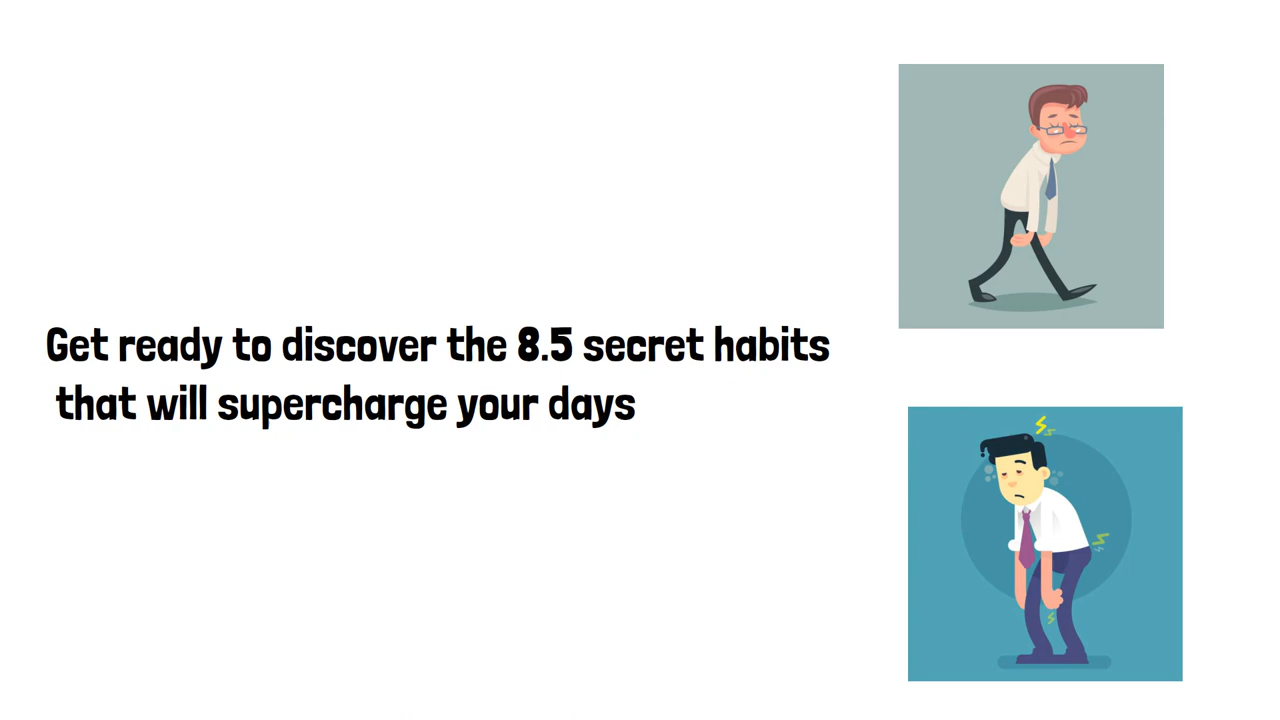 Get ready to discover the 8.5 secret habits
that will supercharge your days